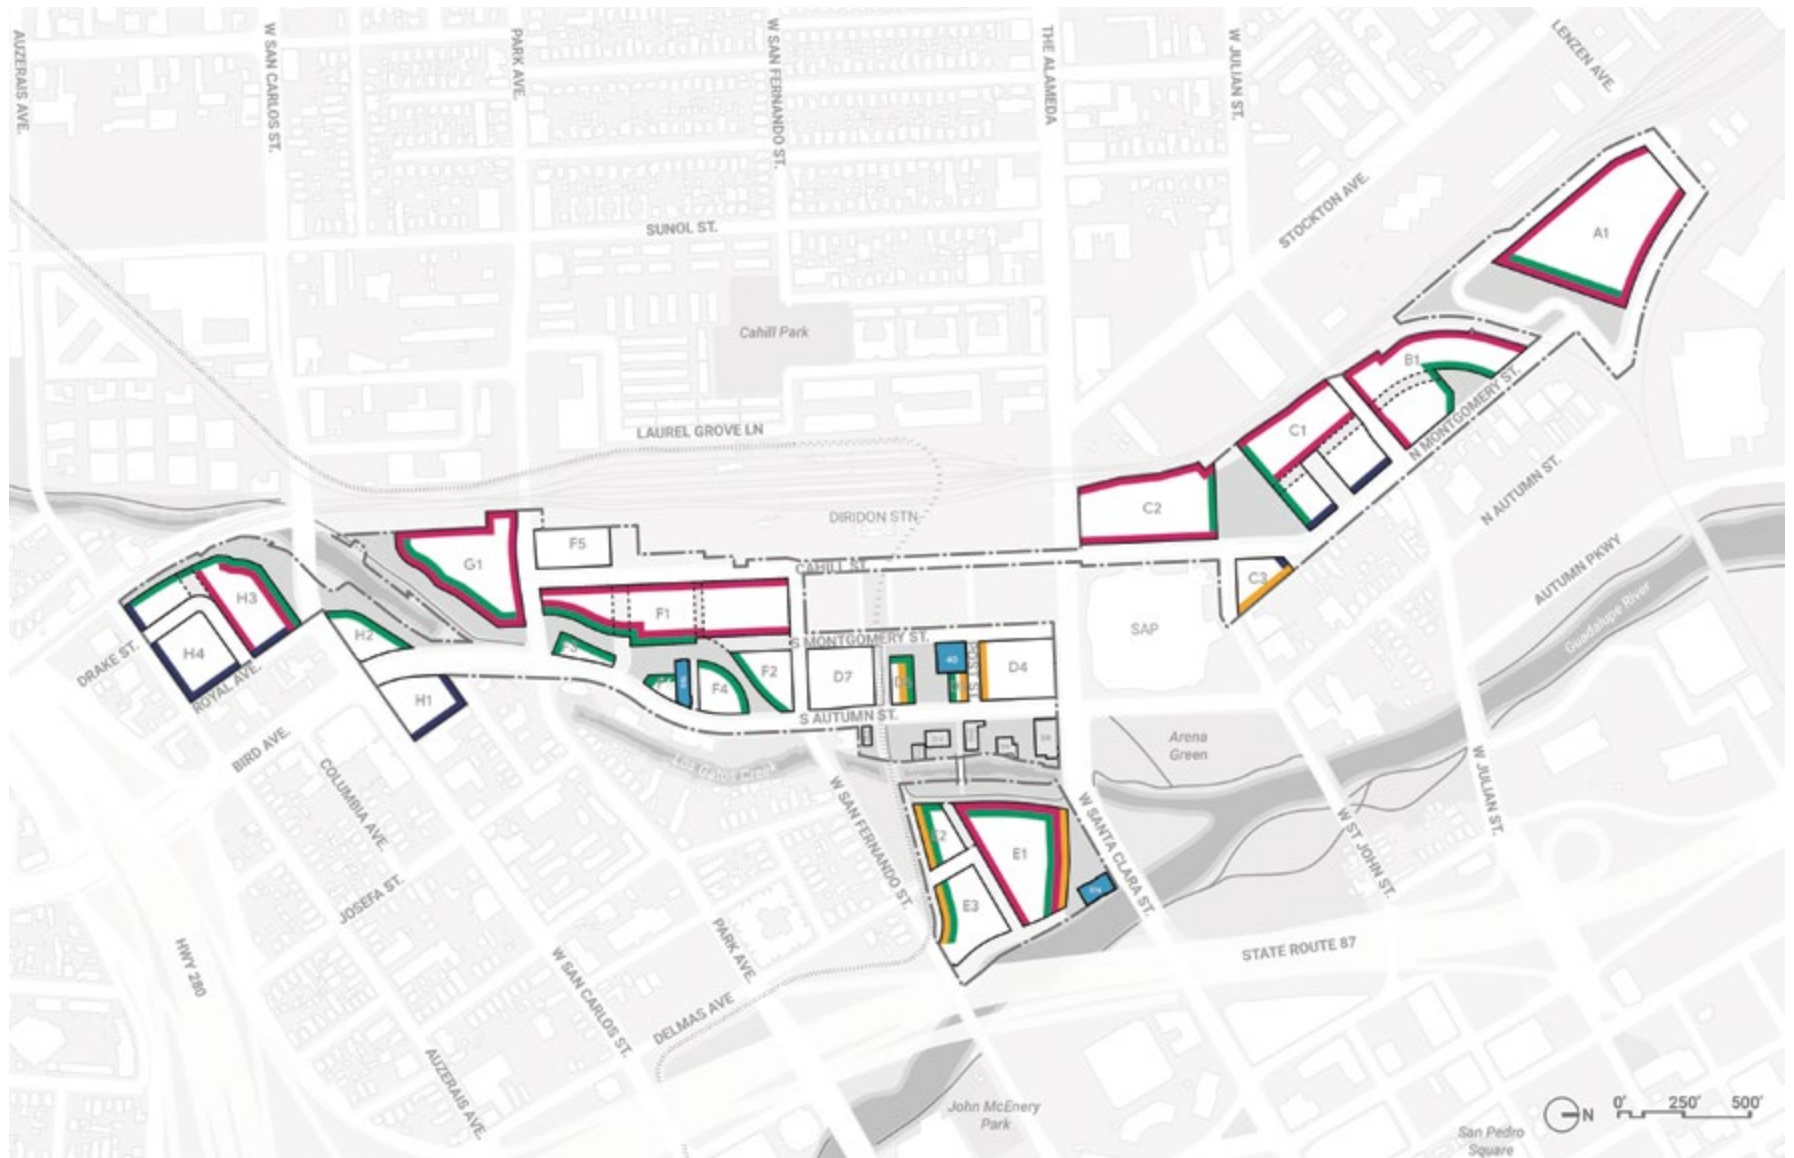 AUZERAIS AVE.
W SAN CARLOS ST.
PARK AVE.
W SAN FERNANDO ST.
THE ALAMEDA
W JULIAN ST.
LENZEN AVE.
STOCKTON AVE.
SUNOL ST.
A1
Cahill Park
B1
LAUREL GROVE LN
C1
N MONTGOMERY ST.
N AUTUMN ST.
C2
DIRIDON STN
F5
G1
CAHILL ST.
C3
AUTUMN PKWY
Guadalupe River
H3
F1
H2
S MONTGOMERY ST.
SAP
F3
H4
DRAKE ST.
ROYAL AVE.
H1
F4
F2
D7
40
POST ST.
D4
S AUTUMN ST.
BIRD AVE.
Los Gatos Creek
Arena
Green
COLUMBIA AVE.
W SAN FERNANDO ST.
W SANTA CLARA ST.
W ST JOHN ST.
W JULIAN ST.
E2
E1
E3
JOSEFA ST.
HWY 280
W SAN CARLOS ST.
PARK AVE.
DELMAS AVE
STATE ROUTE 87
AUZERAIS AVE.
John McEnery
Park
N
0' 250' 500'
San Pedro
Square